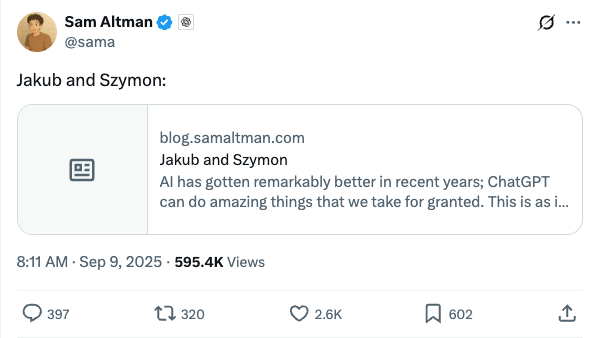 Sam Altman
@sama
Jakub and Szymon:
blog.samaltman.com
Jakub and Szymon
AI has gotten remarkably better in recent years; ChatGPT
can do amazing things that we take for granted. This is as i...
8:11 AM · Sep 9, 2025 · 595.4K Views
397 320 2.6K 602